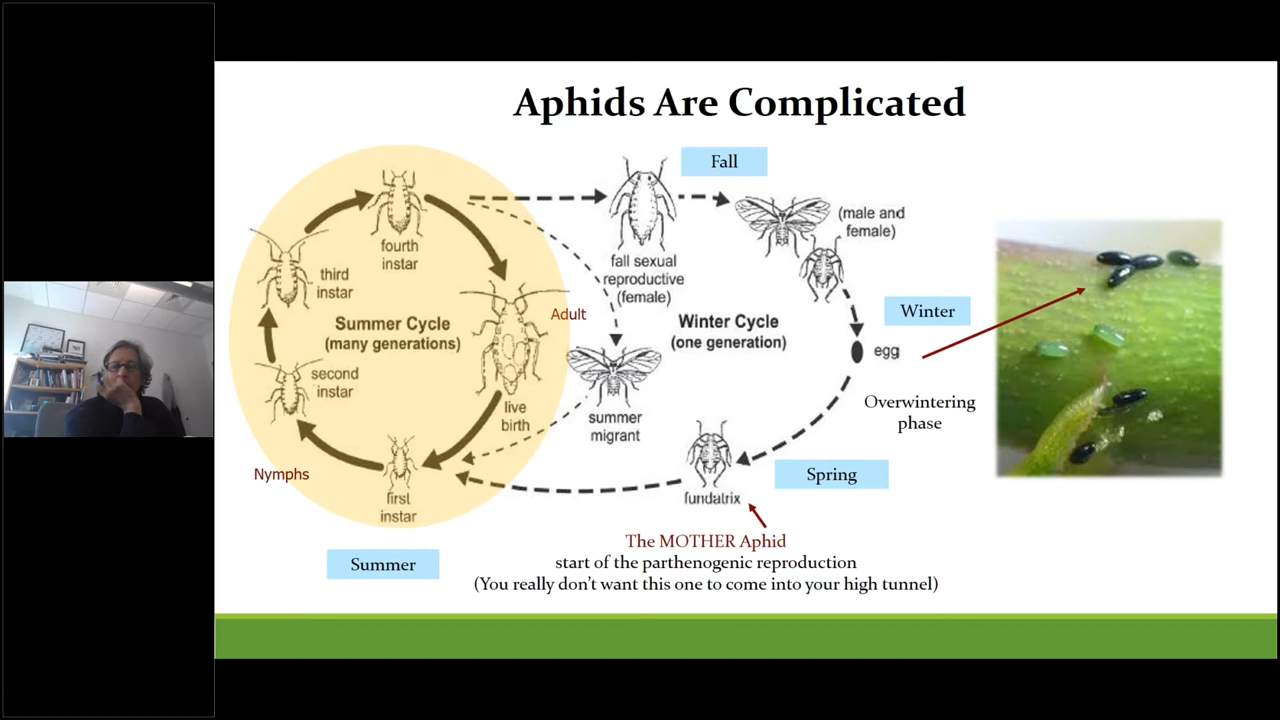 Aphids Are Complicated
Fall
(male and
female)
fourth
instar
fall sexual
reproductive
(female)
third
instar
Summer Cycle
(many generations)
Adult
Winter Cycle
(one generation)
Winter
egg
second
instar
live
birth
summer
migrant
Overwintering
phase
Nymphs
first
instar
fundatrix
Spring
Summer
The MOTHER Aphid
start of the parthenogenic reproduction
(You really don't want this one to come into your high tunnel)